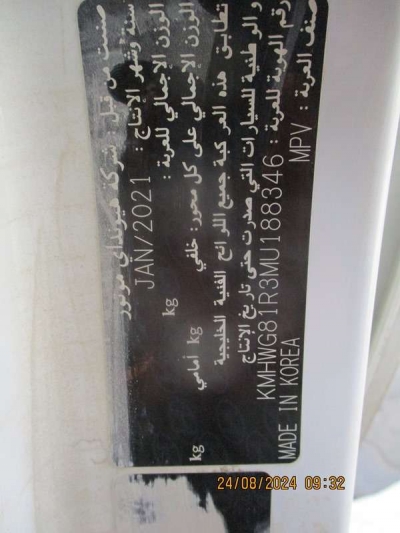 صنعت من قبل : شركة هيونداي موتور
سنة وشهر الإنتاج : JAN/2021
الوزن الإجمالي للعربة : kg
الوزن الإجمالي على كل محور: خلفي kg أمامي kg
تطابق هذه المركبة جميع اللوائح الفنية الخليجية
والوطنية للسيارات التي صدرت حتى تاريخ الإنتاج
رقم الهوية للعربة : KMHWG81R3MU188346
صنف العربة : MPV MADE IN KOREA
24/08/2024 09:32